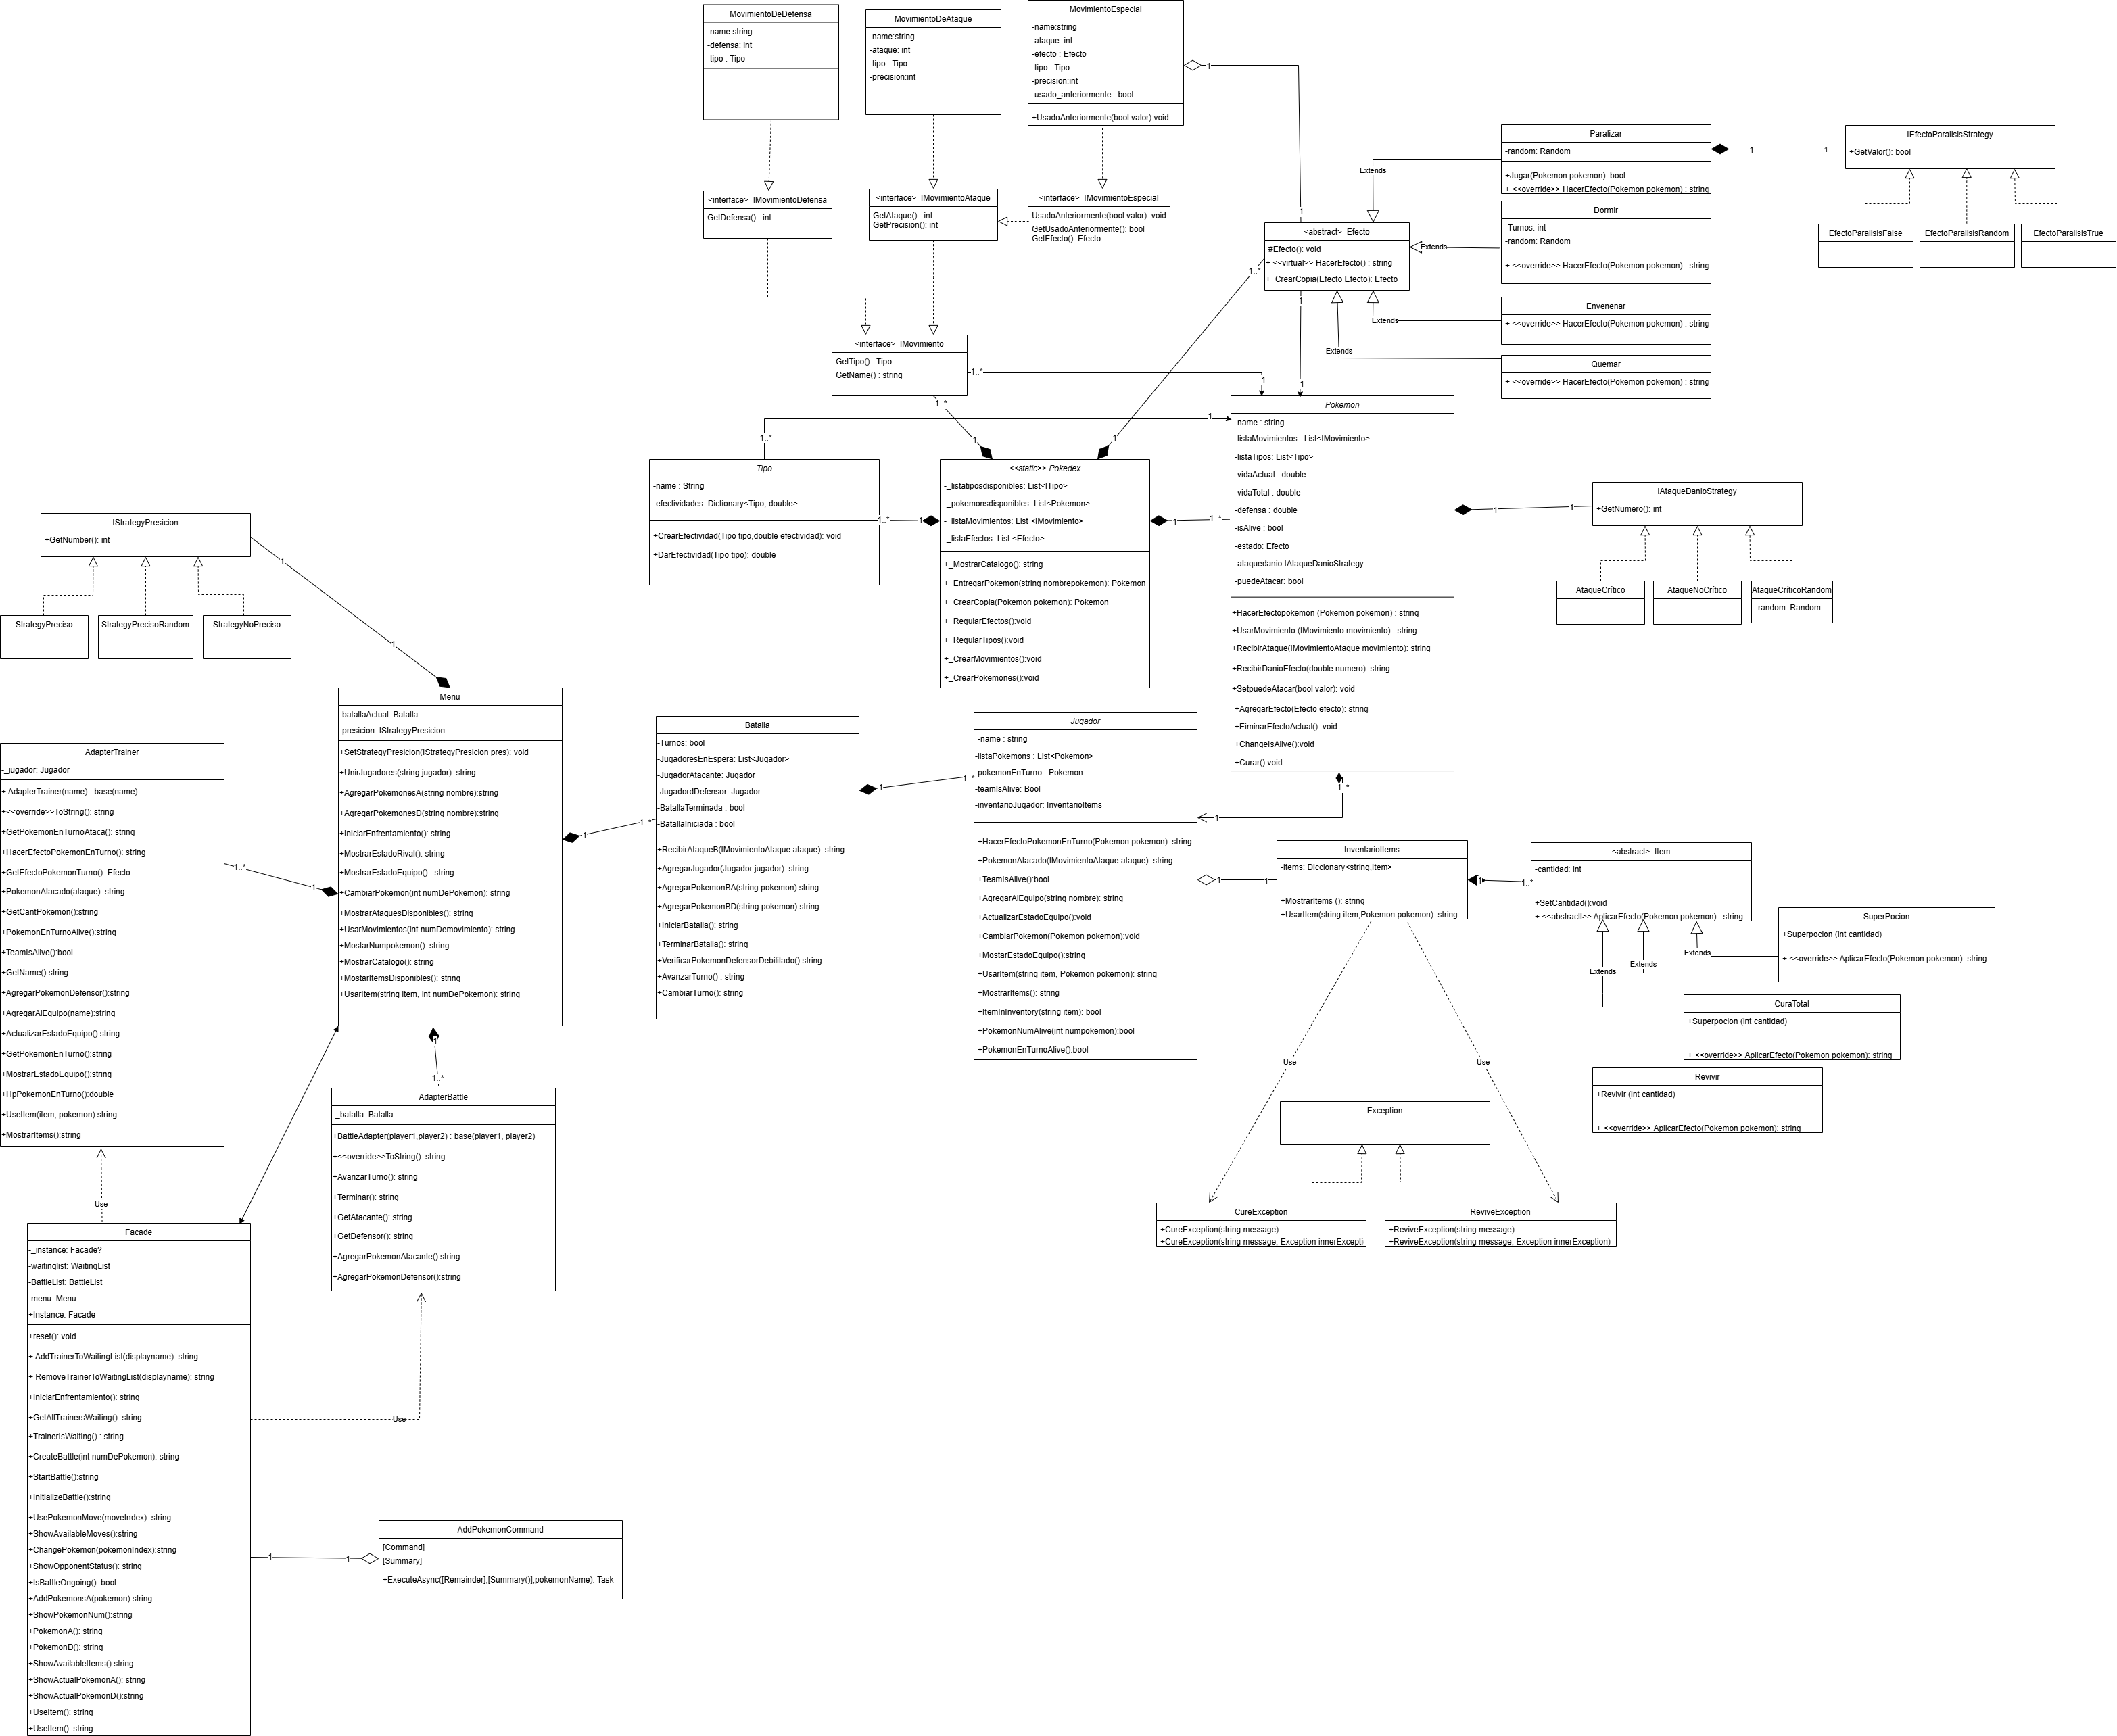 MovimientoDeDefensa
-name:string
-defensa: int
-tipo : Tipo
MovimientoDeAtaque
-name:string
-ataque: int
-tipo : Tipo
-precision:int
MovimientoEspecial
-name:string
-ataque: int
-efecto : Efecto
-tipo : Tipo
-precision:int
-usado_anteriormente : bool
+UsadoAnteriormente(bool valor):void
1
1
<interface> IMovimientoDefensa
GetDefensa() : int
<interface> IMovimientoAtaque
GetAtaque() : int
GetPrecision(): int
<interface> IMovimientoEspecial
UsadoAnteriormente(bool valor): void
GetUsadoAnteriormente(): bool
GetEfecto(): Efecto
<abstract> Efecto
#Efecto(): void
+ <<virtual>> HacerEfecto() : string
+_CrearCopia(Efecto Efecto): Efecto
1..*
1
1
1
Extends
Extends
Extends
Extends
Paralizar
-random: Random
+Jugar(Pokemon pokemon): bool
+ <<override>> HacerEfecto(Pokemon pokemon) : string
1
1
IEfectoParalisisStrategy
+GetValor(): bool
EfectoParalisisFalse
EfectoParalisisRandom
EfectoParalisisTrue
Dormir
-Turnos: int
-random: Random
+ <<override>> HacerEfecto(Pokemon pokemon) : string
Envenenar
+ <<override>> HacerEfecto(Pokemon pokemon) : string
Quemar
+ <<override>> HacerEfecto(Pokemon pokemon) : string
<interface> IMovimiento
GetTipo() : Tipo
GetName() : string
1..*
1
1..*
1
1..*
1
Tipo
-name : String
-efectividades: Dictionary<Tipo, double>
+CrearEfectividad(Tipo tipo,double efectividad): void
+DarEfectividad(Tipo tipo): double
1..*
1
<<static>> Pokedex
-_listatiposdisponibles: List<ITipo>
-_pokemonsdisponibles: List<Pokemon>
-_listaMovimientos: List <IMovimiento>
-_listaEfectos: List <Efecto>
+_MostrarCatalogo(): string
+_EntregarPokemon(string nombrepokemon): Pokemon
+_CrearCopia(Pokemon pokemon): Pokemon
+_RegularEfectos():void
+_RegularTipos():void
+_CrearMovimientos():void
+_CrearPokemones():void
1
1..*
Pokemon
-name : string
-listaMovimientos : List<IMovimiento>
-listaTipos: List<Tipo>
-vidaActual : double
-vidaTotal : double
-defensa : double
-isAlive : bool
-estado: Efecto
-ataquedanio:IAtaqueDanioStrategy
-puedeAtacar: bool
+HacerEfectopokemon (Pokemon pokemon) : string
+UsarMovimiento (IMovimiento movimiento) : string
+RecibirAtaque(IMovimientoAtaque movimiento): string
+RecibirDanioEfecto(double numero): string
+SetpuedeAtacar(bool valor): void
+AgregarEfecto(Efecto efecto): string
+EiminarEfectoActual(): void
+ChangeIsAlive():void
+Curar():void
1
1
IAtaqueDanioStrategy
+GetNumero(): int
AtaqueCrítico
AtaqueNoCrítico
AtaqueCríticoRandom
-random: Random
IStrategyPresicion
+GetNumber(): int
StrategyPreciso
StrategyPrecisoRandom
StrategyNoPreciso
1
1
Menu
-batallaActual: Batalla
-presicion: IStrategyPresicion
+SetStrategyPresicion(IStrategyPresicion pres): void
+UnirJugadores(string jugador): string
+AgregarPokemonesA(string nombre):string
+AgregarPokemonesD(string nombre):string
+IniciarEnfrentamiento(): string
+MostrarEstadoRival(): string
+MostrarEstadoEquipo() : string
+CambiarPokemon(int numDePokemon): string
+MostrarAtaquesDisponibles(): string
+UsarMovimientos(int numDemovimiento): string
+MostarNumpokemon(): string
+MostrarCatalogo(): string
+MostarItemsDisponibles(): string
+UsarItem(string item, int numDePokemon): string
1
1..*
Batalla
-Turnos: bool
-JugadoresEnEspera: List<Jugador>
-JugadorAtacante: Jugador
-JugadordDefensor: Jugador
-BatallaTerminada : bool
-BatallaIniciada : bool
+RecibirAtaqueB(IMovimientoAtaque ataque): string
+AgregarJugador(Jugador jugador): string
+AgregarPokemonBA(string pokemon):string
+AgregarPokemonBD(string pokemon):string
+IniciarBatalla(): string
+TerminarBatalla(): string
+VerificarPokemonDefensorDebilitado():string
+AvanzarTurno() : string
+CambiarTurno(): string
1
1..*
Jugador
-name : string
-listaPokemons : List<Pokemon>
-pokemonEnTurno : Pokemon
-teamIsAlive: Bool
-inventarioJugador: InventarioItems
+HacerEfectoPokemonEnTurno(Pokemon pokemon): string
+PokemonAtacado(IMovimientoAtaque ataque): string
+TeamIsAlive():bool
+AgregarAlEquipo(string nombre): string
+ActualizarEstadoEquipo():void
+CambiarPokemon(Pokemon pokemon):void
+MostarEstadoEquipo():string
+UsarItem(string item, Pokemon pokemon): string
+MostrarItems(): string
+ItemInInventory(string item): bool
+PokemonNumAlive(int numpokemon):bool
+PokemonEnTurnoAlive():bool
1..*
1
1
1
InventarioItems
-items: Diccionary<string,Item>
+MostrarItems (): string
+UsarItem(string item,Pokemon pokemon): string
1
1..*
<abstract> Item
-cantidad: int
+SetCantidad():void
+ <<abstractl>> AplicarEfecto(Pokemon pokemon) : string
Extends
Extends
Extends
SuperPocion
+Superpocion (int cantidad)
+ <<override>> AplicarEfecto(Pokemon pokemon): string
CuraTotal
+Superpocion (int cantidad)
+ <<override>> AplicarEfecto(Pokemon pokemon): string
Revivir
+Revivir (int cantidad)
+ <<override>> AplicarEfecto(Pokemon pokemon): string
Use
Use
Exception
CureException
+CureException(string message)
+CureException(string message, Exception innerExcepti
ReviveException
+ReviveException(string message)
+ReviveException(string message, Exception innerException)
AdapterTrainer
-_jugador: Jugador
+ AdapterTrainer(name) : base(name)
+<<override>>ToString(): string
+GetPokemonEnTurnoAtaca(): string
+HacerEfectoPokemonEnTurno(): string
+GetEfectoPokemonTurno(): Efecto
+PokemonAtacado(ataque): string
+GetCantPokemon():string
+PokemonEnTurnoAlive():string
+TeamIsAlive():bool
+GetName():string
+AgregarPokemonDefensor():string
+AgregarAlEquipo(name):string
+ActualizarEstadoEquipo():string
+GetPokemonEnTurno():string
+MostrarEstadoEquipo():string
+HpPokemonEnTurno():double
+UseItem(item, pokemon):string
+MostrarItems():string
1..*
1
1
1..*
AdapterBattle
-_batalla: Batalla
+BattleAdapter(player1,player2) : base(player1, player2)
+<<override>>ToString(): string
+AvanzarTurno(): string
+Terminar(): string
+GetAtacante(): string
+GetDefensor(): string
+AgregarPokemonAtacante():string
+AgregarPokemonDefensor():string
Use
Use
Facade
-_instance: Facade?
-waitinglist: WaitingList
-BattleList: BattleList
-menu: Menu
+Instance: Facade
+reset(): void
+ AddTrainerToWaitingList(displayname): string
+ RemoveTrainerToWaitingList(displayname): string
+IniciarEnfrentamiento(): string
+GetAllTrainersWaiting(): string
+TrainerIsWaiting() : string
+CreateBattle(int numDePokemon): string
+StartBattle():string
+InitializeBattle():string
+UsePokemonMove(moveIndex): string
+ShowAvailableMoves():string
+ChangePokemon(pokemonIndex):string
+ShowOpponentStatus(): string
+IsBattleOngoing(): bool
+AddPokemonsA(pokemon):string
+ShowPokemonNum():string
+PokemonA(): string
+PokemonD(): string
+ShowAvailableItems():string
+ShowActualPokemonA(): string
+ShowActualPokemonD():string
+UseItem(): string
+UseItem(): string
1
1
AddPokemonCommand
[Command]
[Summary]
+ExecuteAsync([Remainder],[Summary()],pokemonName): Task